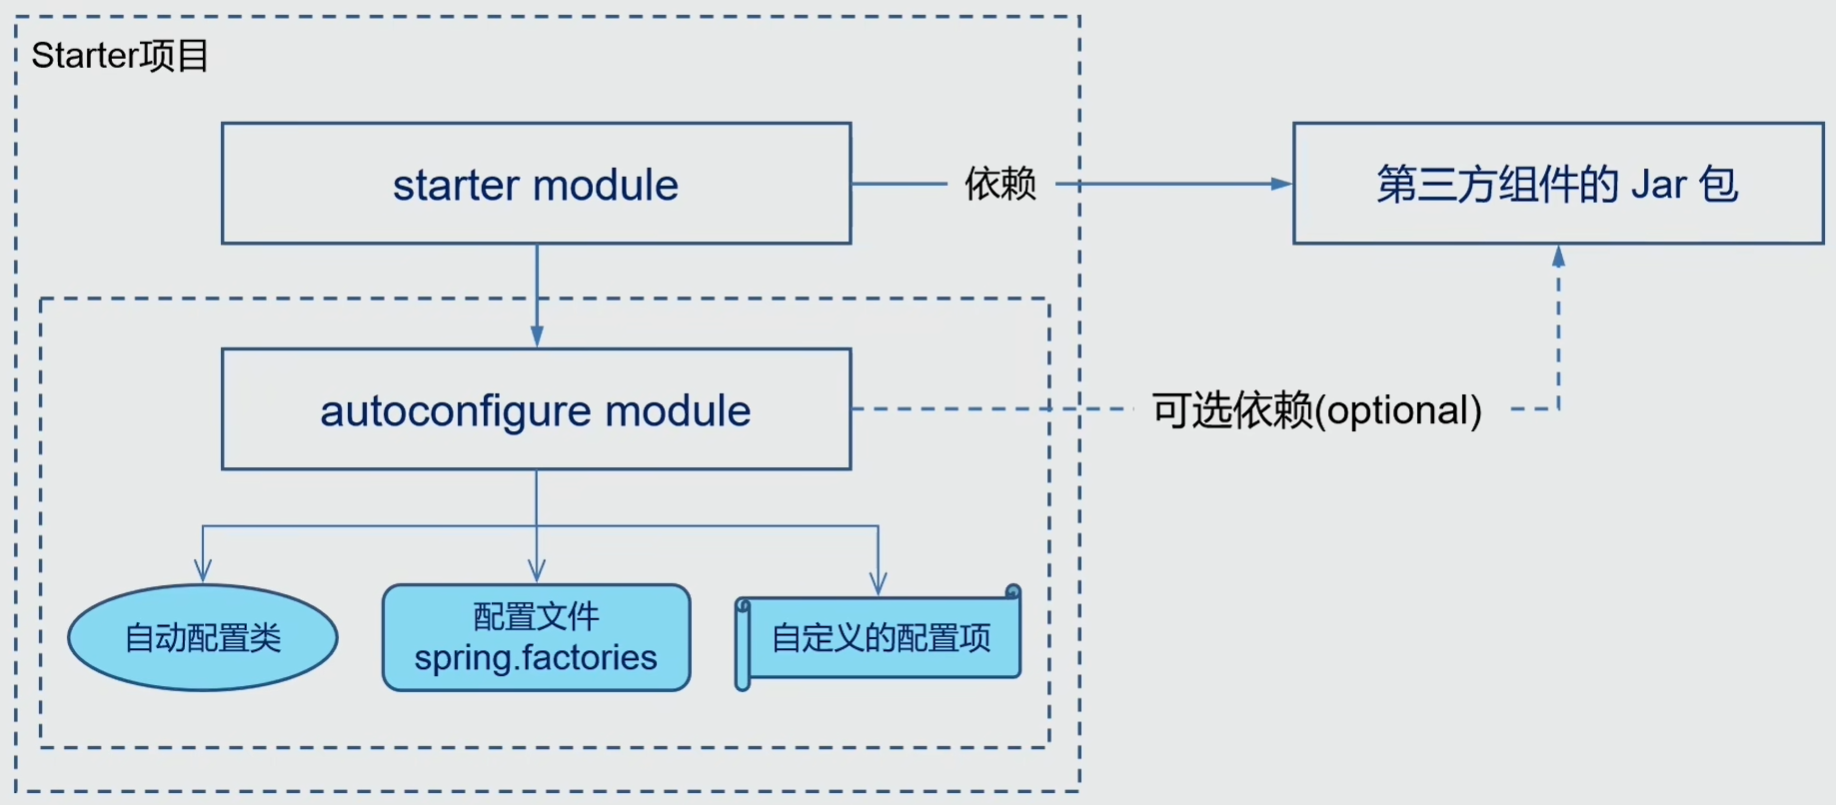 Starter项目
starter module
依赖
第三方组件的 Jar 包
autoconfigure module
可选依赖(optional)
自动配置类
配置文件
spring.factories
自定义的配置项